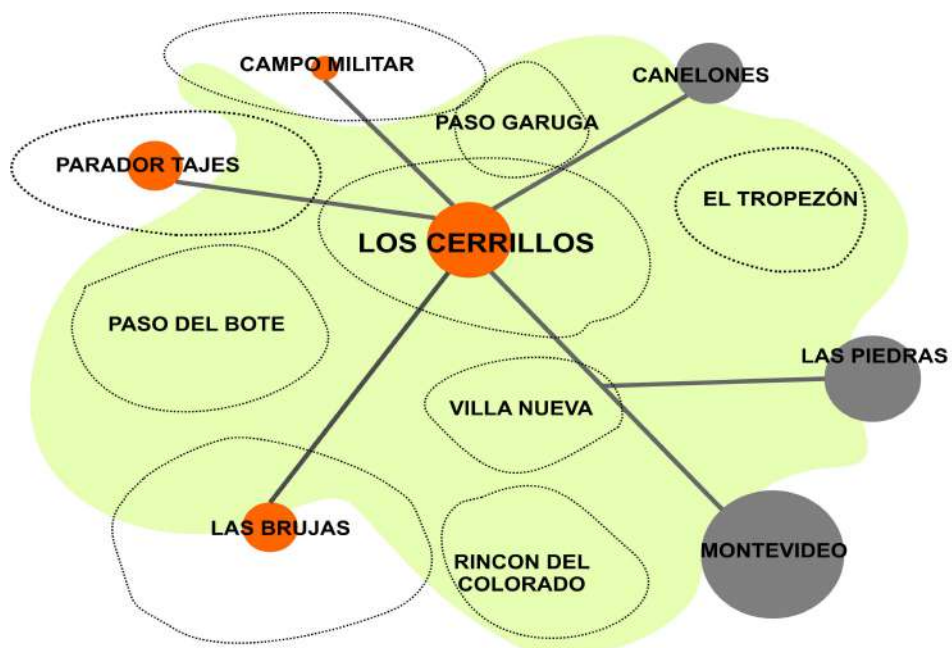 CAMPO MILITAR
CANELONES
PASO GARUGA
PARADOR TAJES
EL TROPEZÓN
LOS CERRILLOS
PASO DEL BOTE
LAS PIEDRAS
VILLA NUEVA
LAS BRUJAS
MONTEVIDEO
RINCON DEL
COLORADO